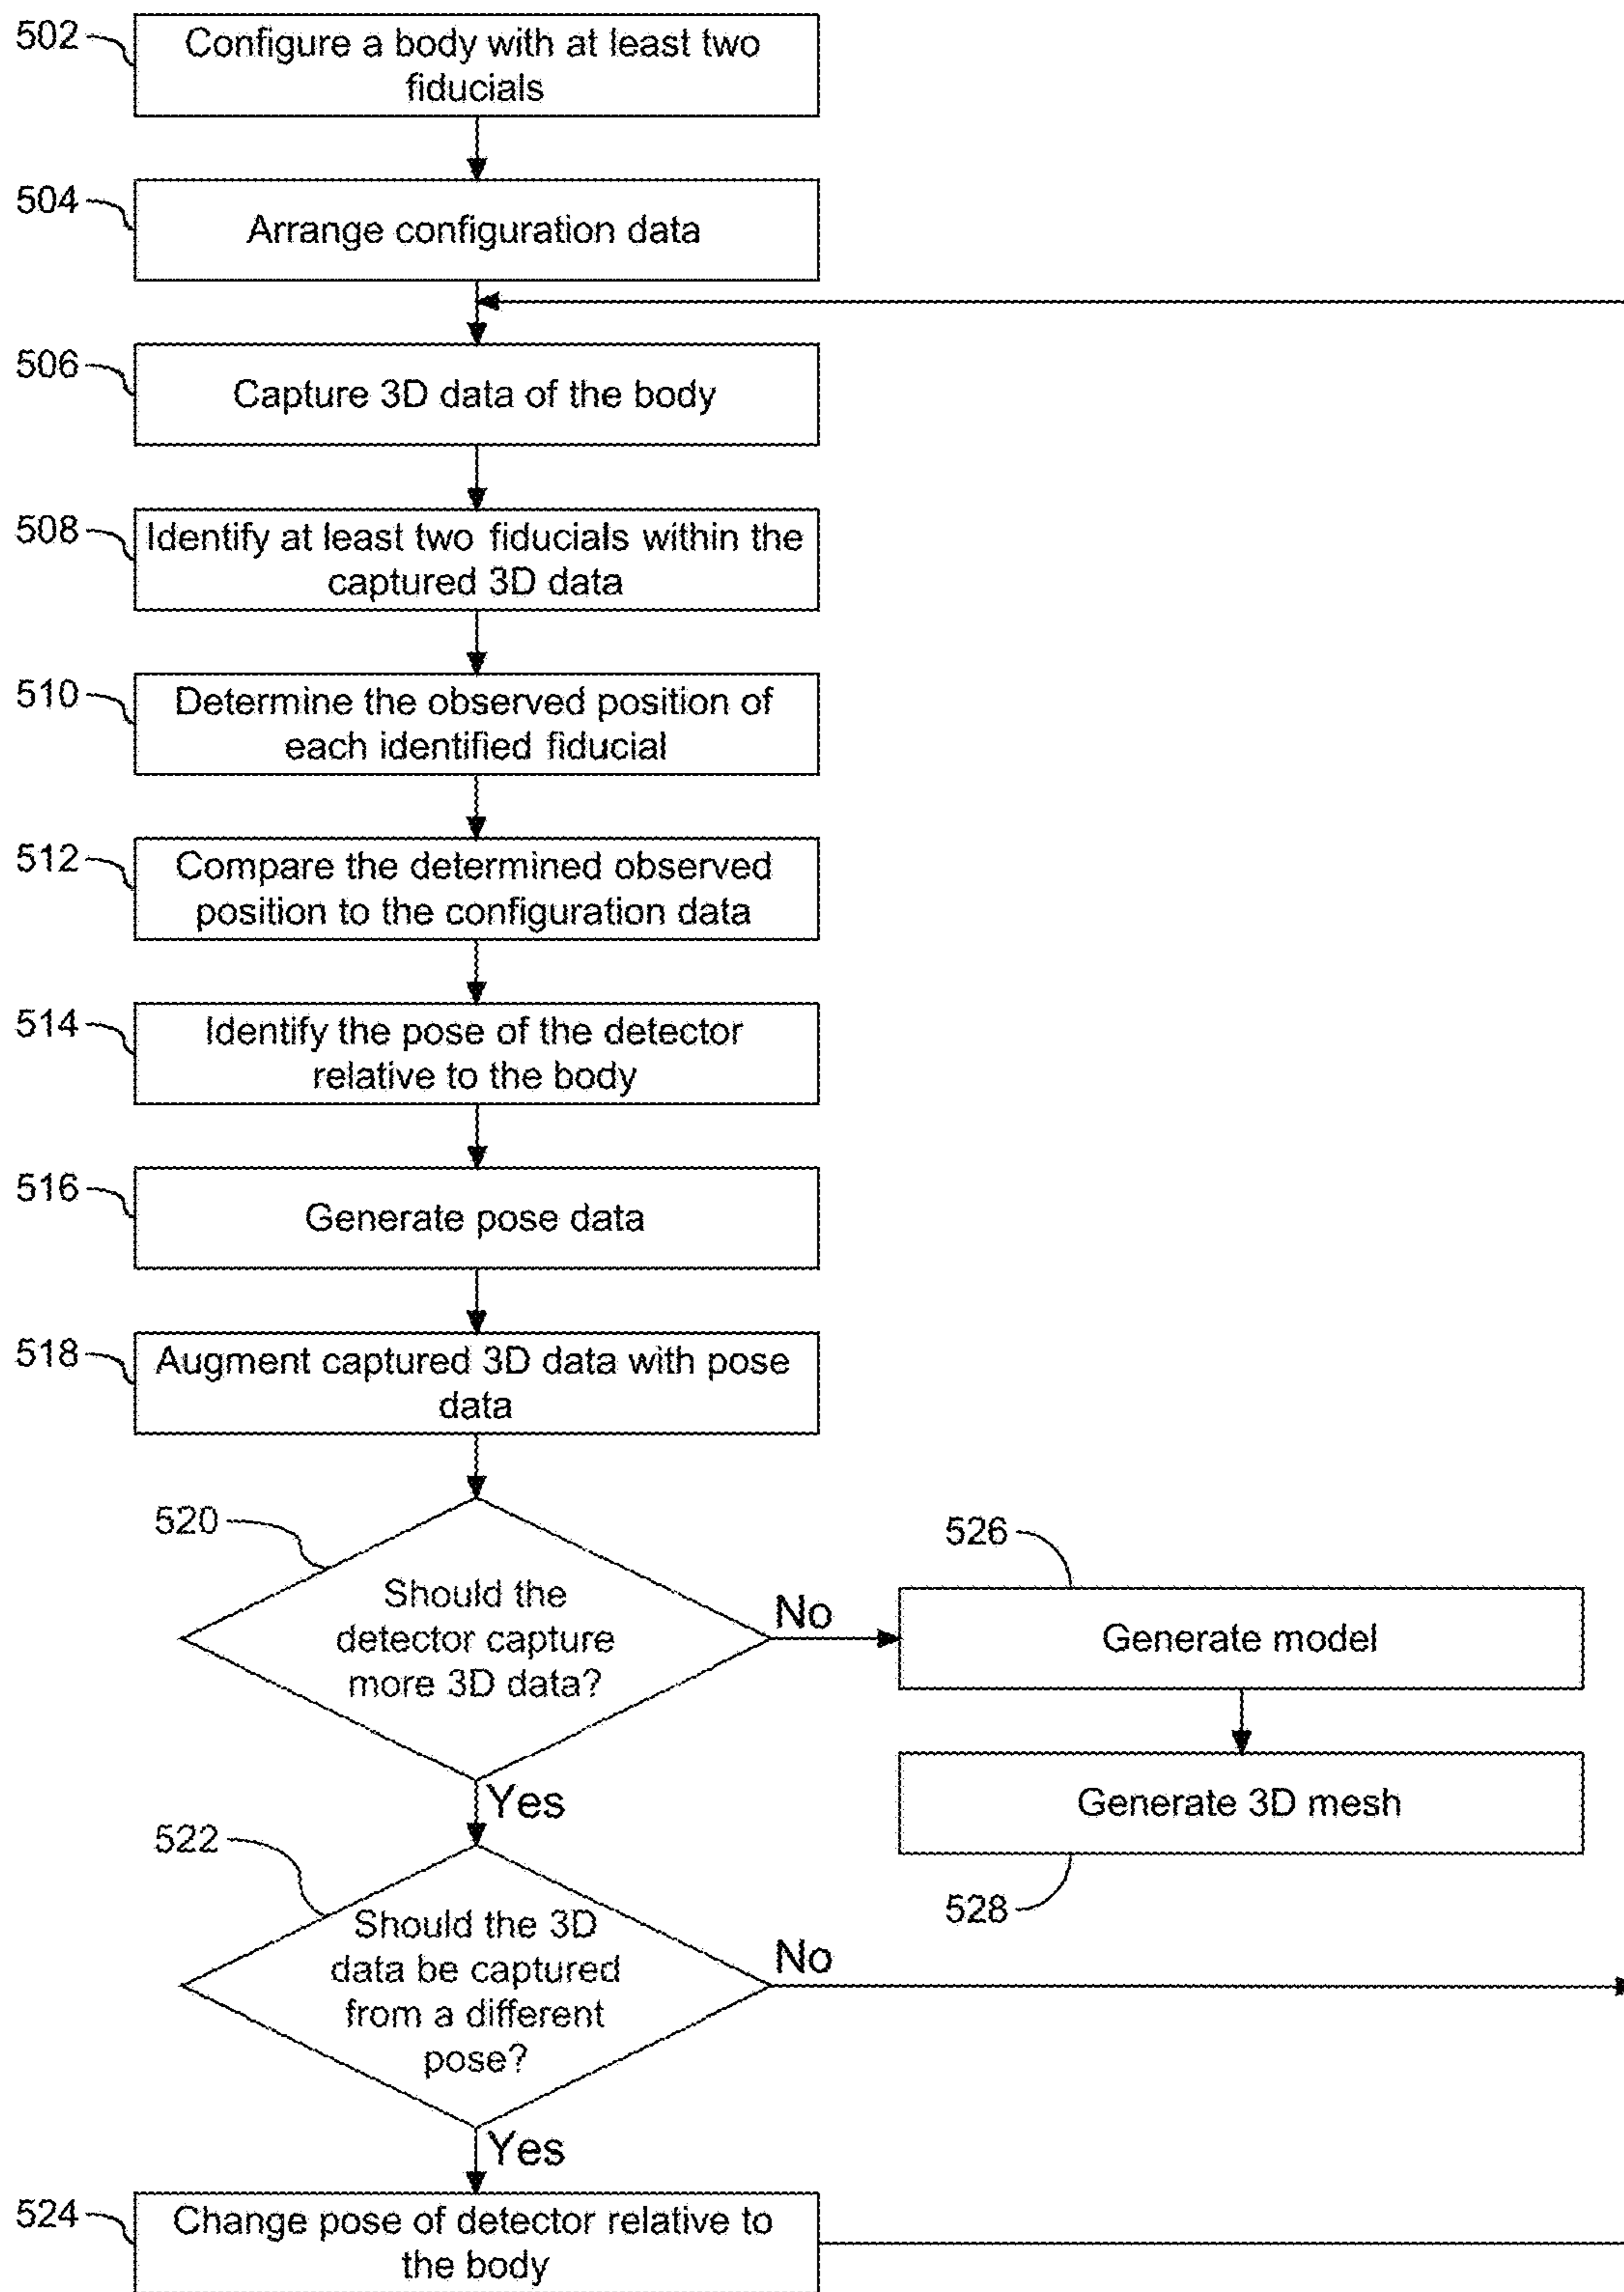 502
Configure a body with at least two
fiducials
504
Arrange configuration data
506
Capture 3D data of the body
508
Identify at least two fiducials within the
captured 3D data
510
Determine the observed position of
each identified fiducial
512
Compare the determined observed
position to the configuration data
514
Identify the pose of the detector
relative to the body
516
Generate pose data
518
Augment captured 3D data with pose
data
520
Should the
detector capture
more 3D data?
No
526
Generate model
Yes
Generate 3D mesh
528
522
Should the 3D
data be captured
from a different
pose?
No
Yes
524
Change pose of detector relative to
the body